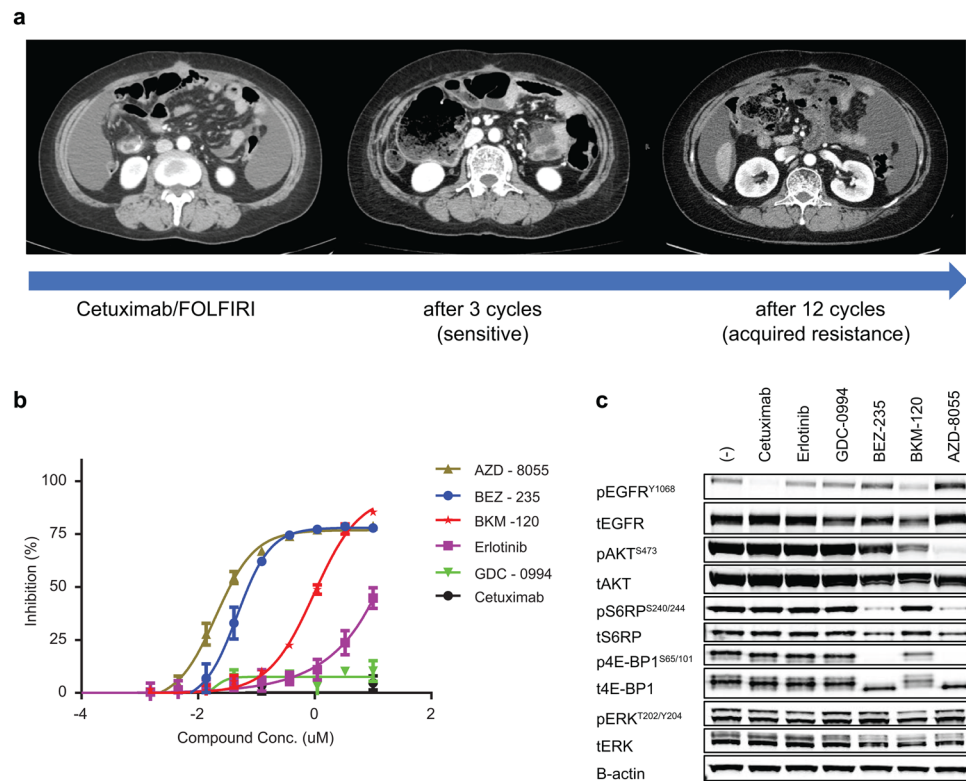 a
Cetuximab/FOLFIRI
after 3 cycles
(sensitive)
after 12 cycles
(acquired resistance)
b
100
75
50
25
0
Inhibition (%)
-4
-2
0
2
Compound Conc. (uM)
AZD - 8055
BEZ - 235
BKM -120
Erlotinib
GDC - 0994
Cetuximab
c
(-)
Cetuximab
Erlotinib
GDC-0994
BEZ-235
BKM-120
AZD-8055
pEGFRY1068
tEGFR
pAKTS473
tAKT
pS6RPS240/244
tS6RP
p4E-BP1S65/101
t4E-BP1
pERKT202/Y204
tERK
B-actin